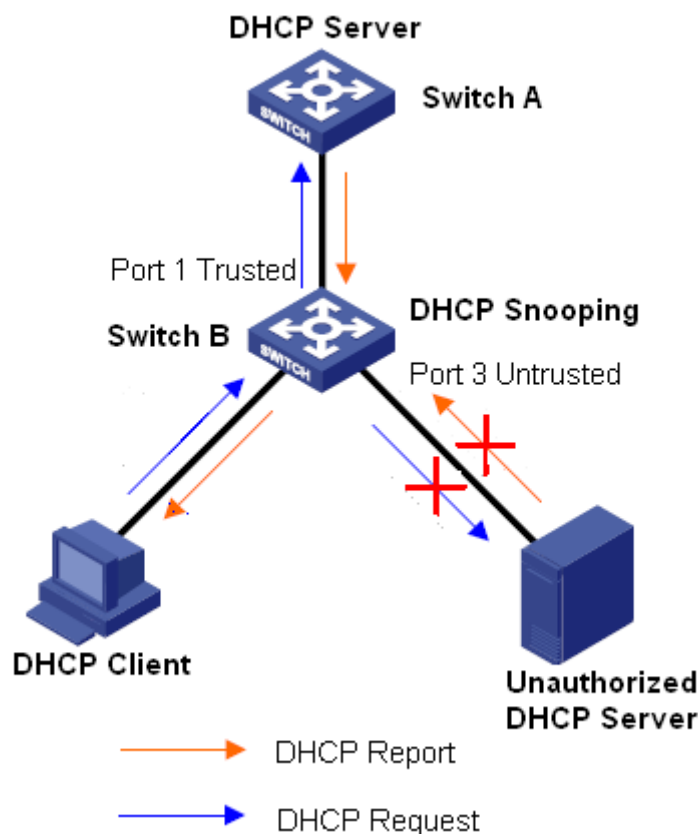 DHCP Server
Switch A
SWITCH
Port 1 Trusted
DHCP Snooping
Switch B
SWITCH
Port 3 Untrusted
DHCP Client
Unauthorized
DHCP Server
DHCP Report
DHCP Request